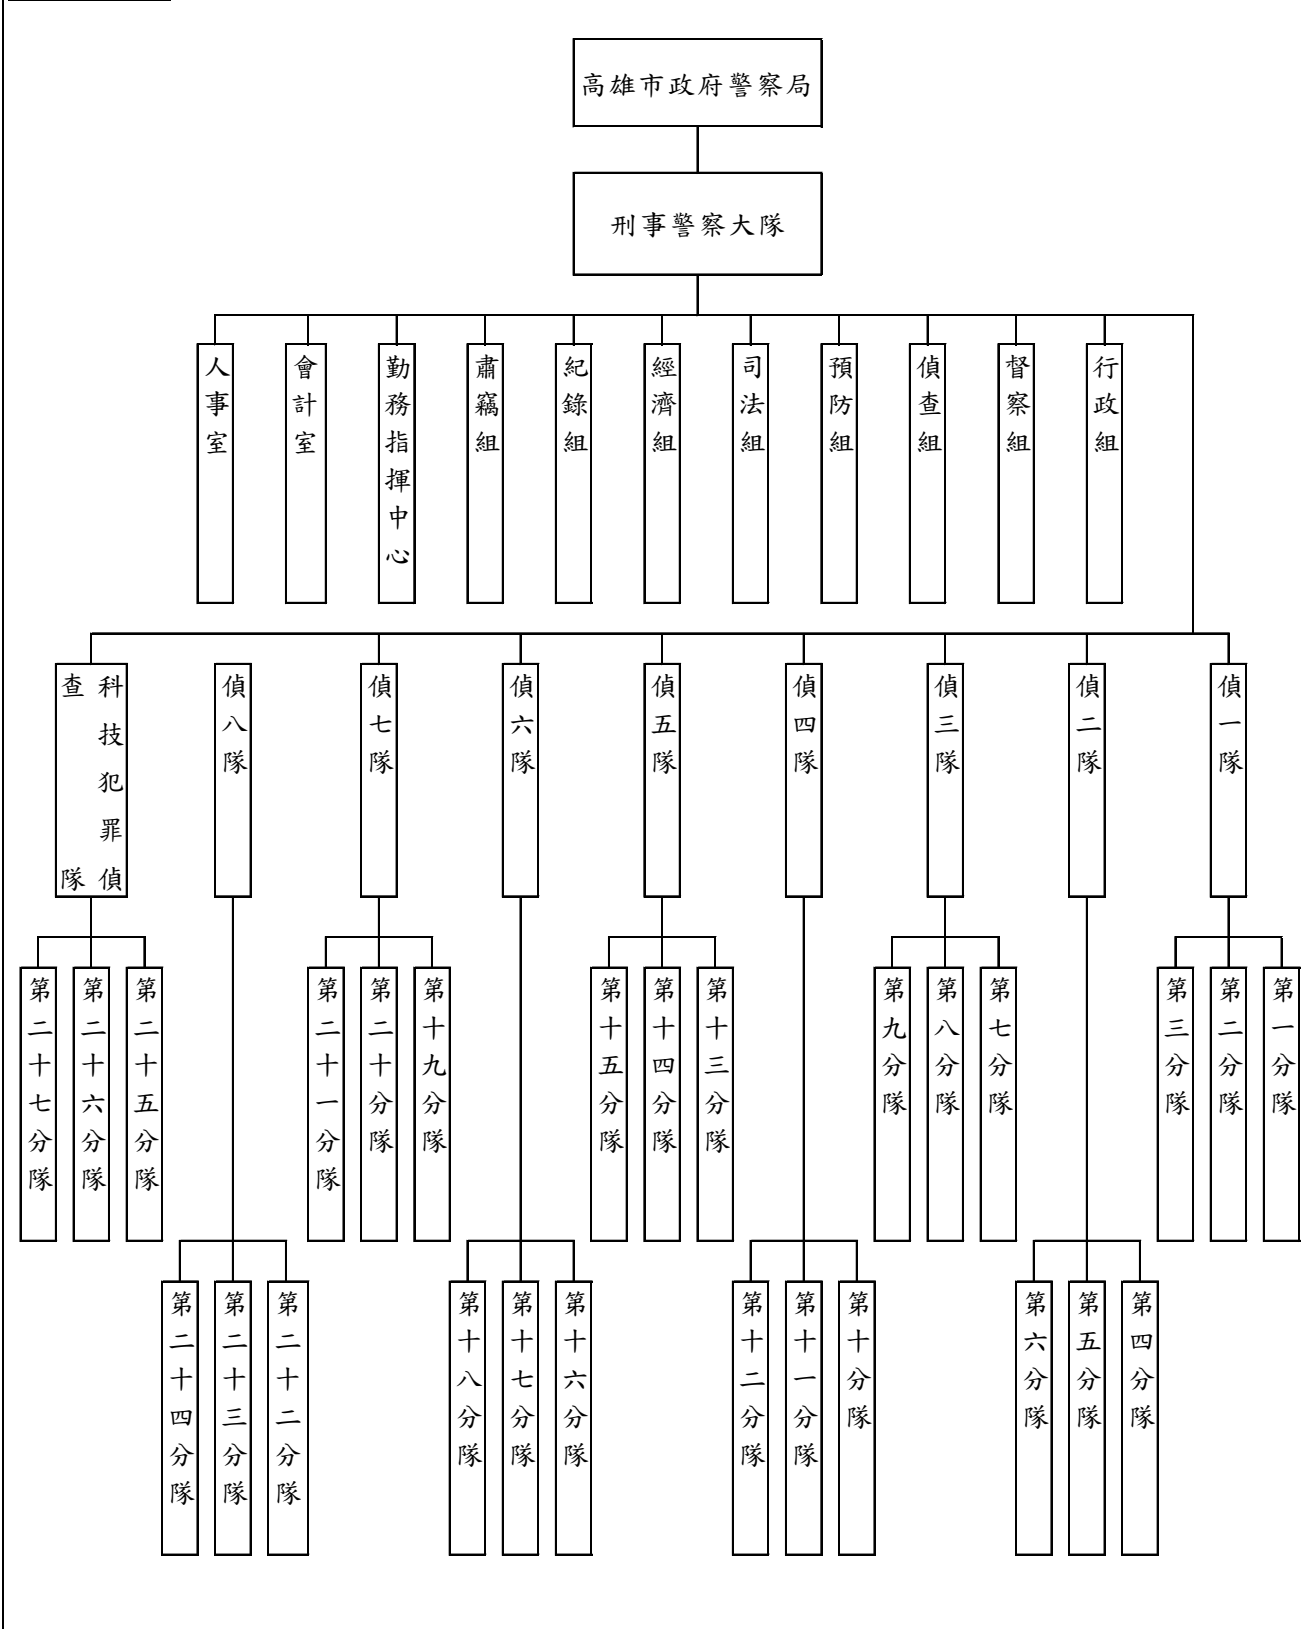 高雄市政府警察局
刑事警察大隊
行政組
督察組
偵查組
預防組
司法組
經濟組
紀錄組
肅竊組
勤務指揮中心
會計室
人事室
偵一隊
偵二隊
偵三隊
偵四隊
偵五隊
偵六隊
偵七隊
偵八隊
科技犯罪偵
查隊
第一分隊
第二分隊
第三分隊
第七分隊
第八分隊
第九分隊
第十三分隊
第十四分隊
第十五分隊
第十九分隊
第二十分隊
第二十一分隊
第二十五分隊
第二十六分隊
第二十七分隊
第四分隊
第五分隊
第六分隊
第十分隊
第十一分隊
第十二分隊
第十六分隊
第十七分隊
第十八分隊
第二十二分隊
第二十三分隊
第二十四分隊